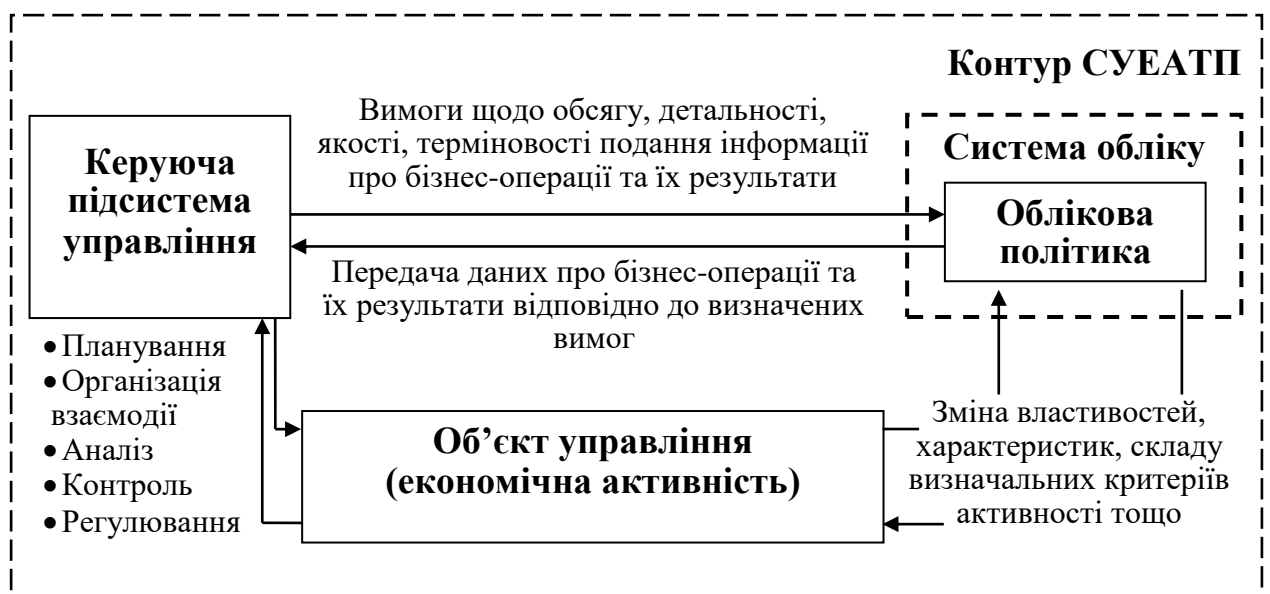 Контур СУЕАТП
Керуюча
підсистема
управління
Вимоги щодо обсягу, детальності,
якості, терміновості подання інформації
про бізнес-операції та їх результати
Система обліку
Облікова
політика
Передача даних про бізнес-операції та
їх результати відповідно до визначених
вимог
•Планування
•Організація
взаємодії
•Аналіз
•Контроль
•Регулювання
Об’єкт управління
(економічна активність)
Зміна властивостей,
характеристик, складу
визначальних критеріїв
активності тощо